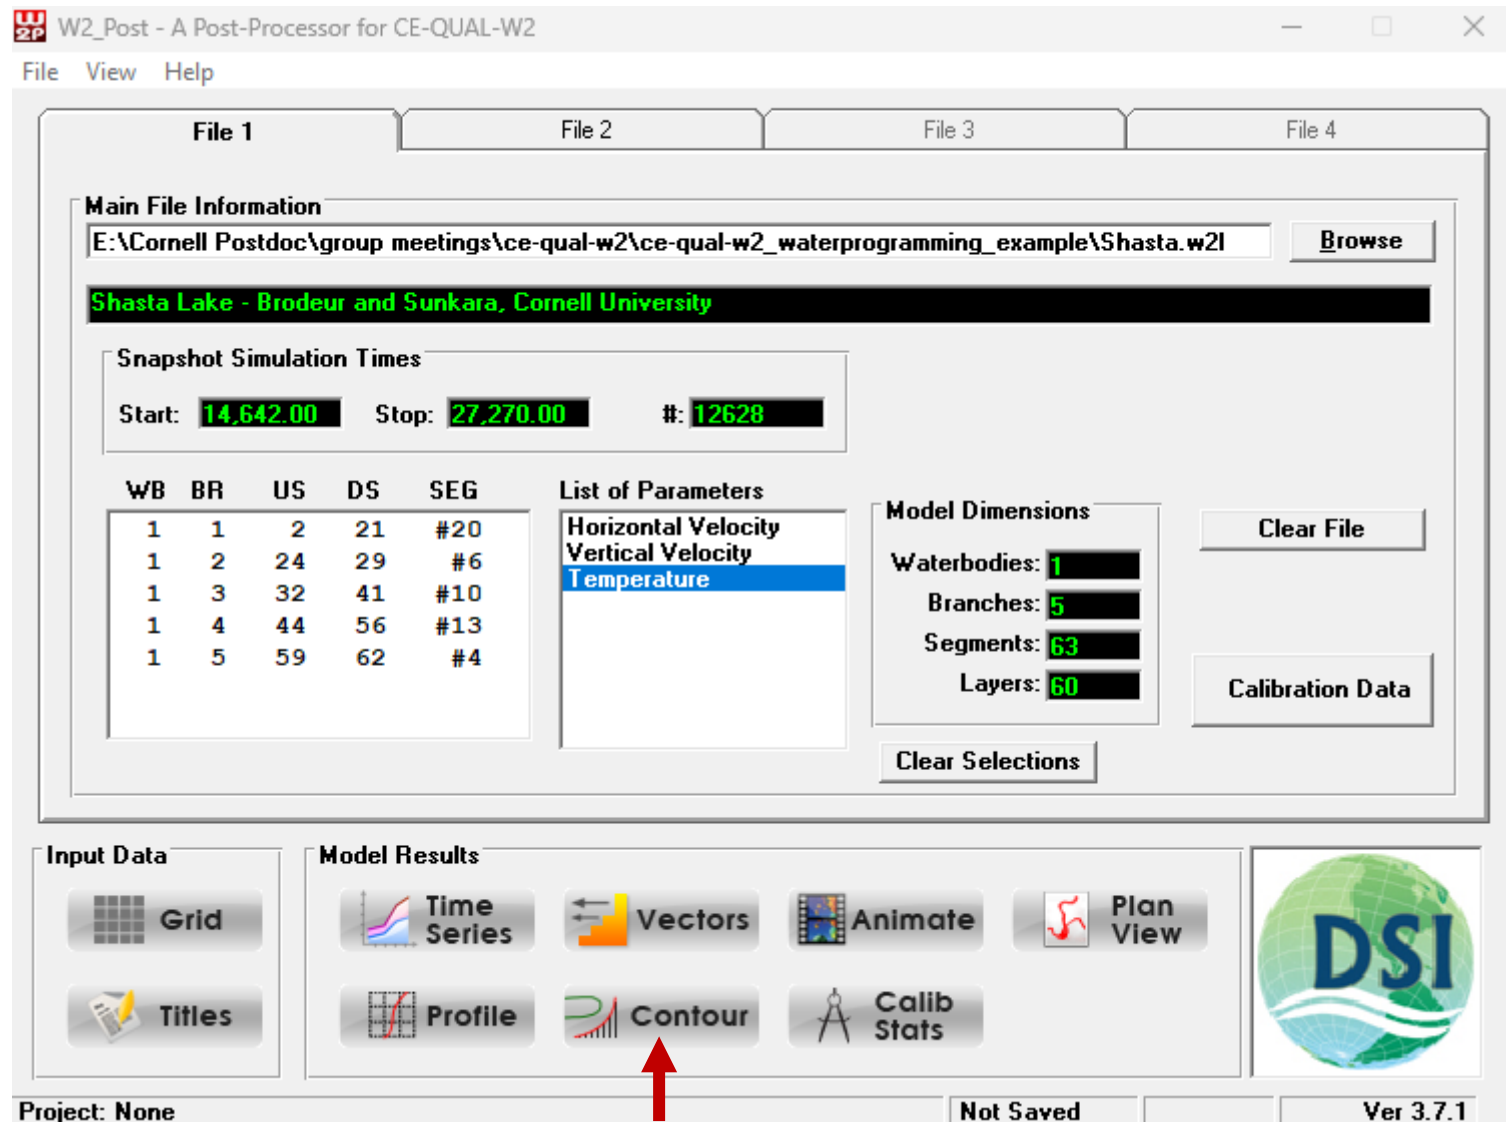 W2P W2_Post - A Post-Processor for CE-QUAL-W2
File View Help
File 1 File 2 File 3 File 4
Main File Information
E:\Cornell Postdoc\group meetings\ce-qual-w2\ce-qual-w2_waterprogramming_example\Shasta.w2l Browse
Shasta Lake - Brodeur and Sunkara, Cornell University
Snapshot Simulation Times
Start: 14,642.00 Stop: 27,270.00 #: 12628
WB BR US DS SEG
1 1 2 21 #20
1 2 24 29 #6
1 3 32 41 #10
1 4 44 56 #13
1 5 59 62 #4
List of Parameters
Horizontal Velocity
Vertical Velocity
Temperature
Model Dimensions
Waterbodies: 1
Branches: 5
Segments: 63
Layers: 60
Clear File
Calibration Data
Clear Selections
Input Data
Grid
Titles
Model Results
Time Series
Vectors
Animate
Plan View
Profile
Contour
Calib Stats
DSI
Project: None Not Saved Ver 3.7.1